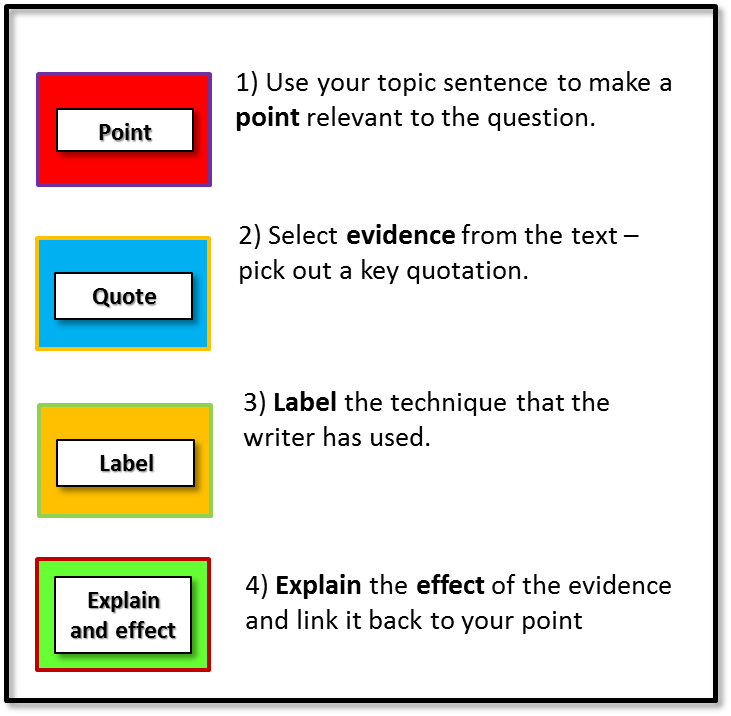 1) Use your topic sentence to make a
point relevant to the question.
Point
2) Select evidence from the text –
pick out a key quotation.
Quote
3) Label the technique that the
writer has used.
Label
4) Explain the effect of the evidence
and link it back to your point
Explain
and effect